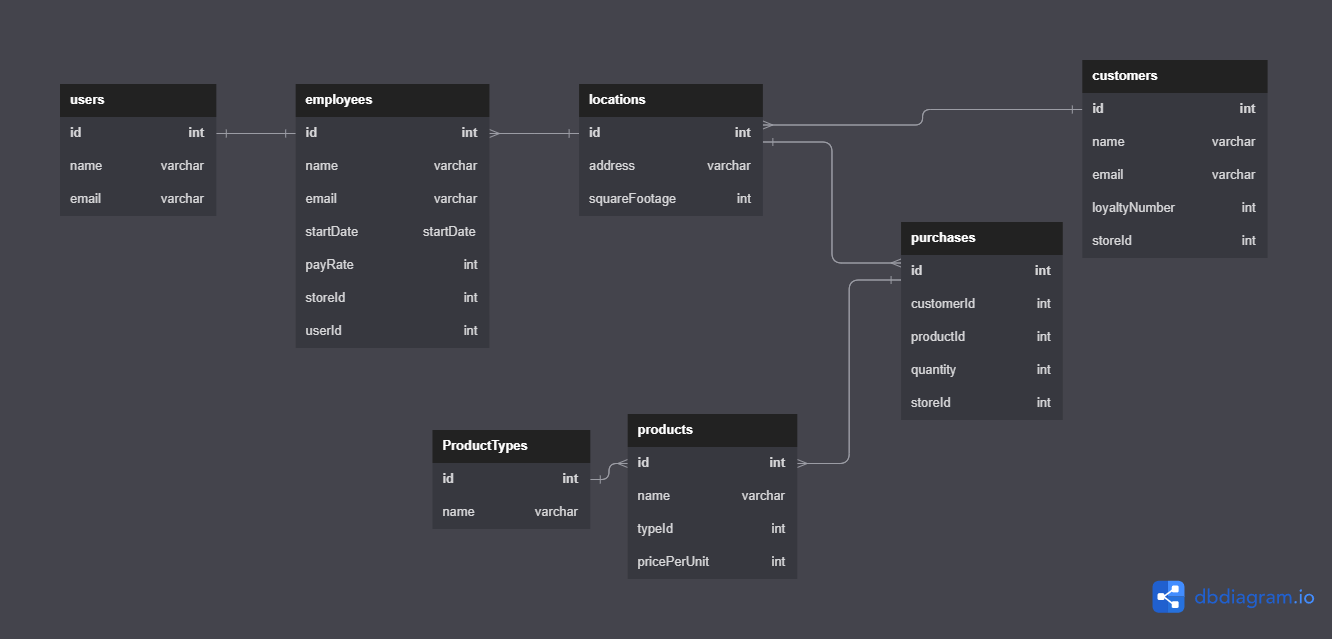 users
id int
name varchar
email varchar
employees
id int
name varchar
email varchar
startDate startDate
payRate int
storeId int
userId int
locations
id int
address varchar
squareFootage int
customers
id int
name varchar
email varchar
loyaltyNumber int
storeId int
purchases
id int
customerId int
productId int
quantity int
storeId int
ProductTypes
id int
name varchar
products
id int
name varchar
typeId int
pricePerUnit int
dbdiagram.io